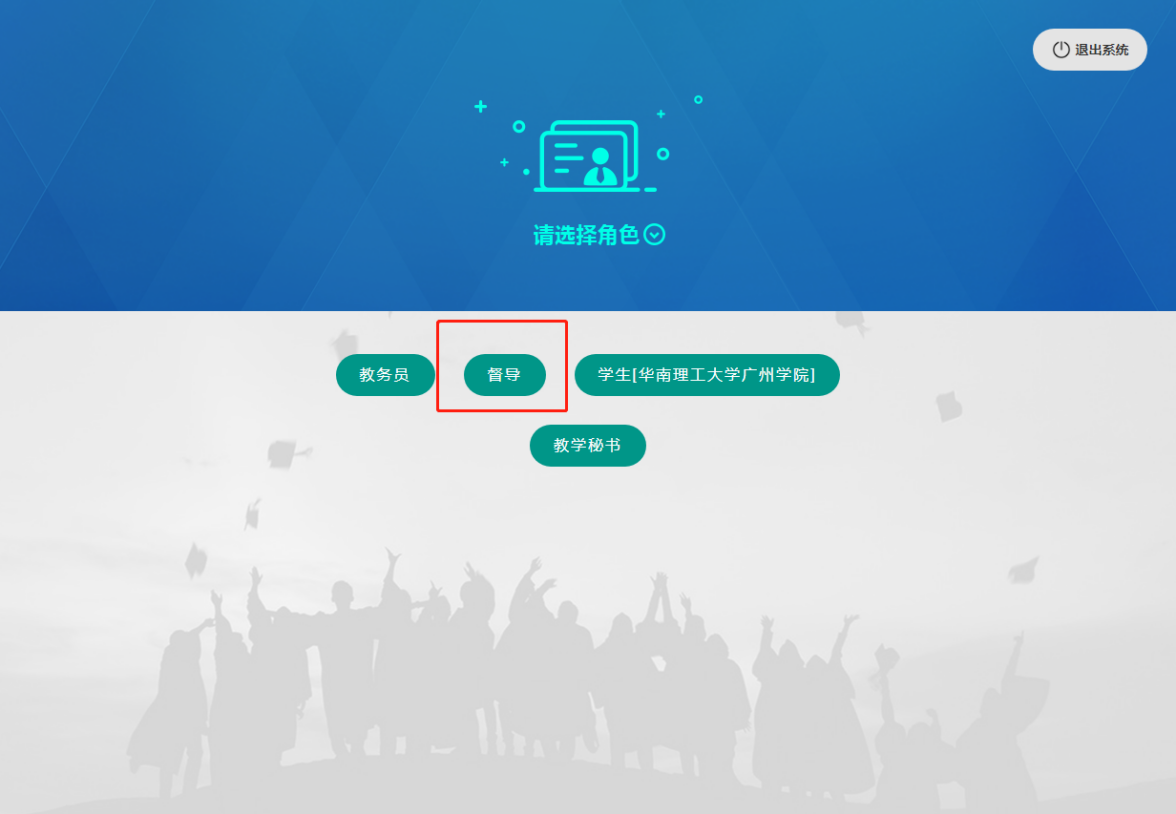 退出系统
请选择角色
教务员
督导
学生[华南理工大学广州学院]
教学秘书